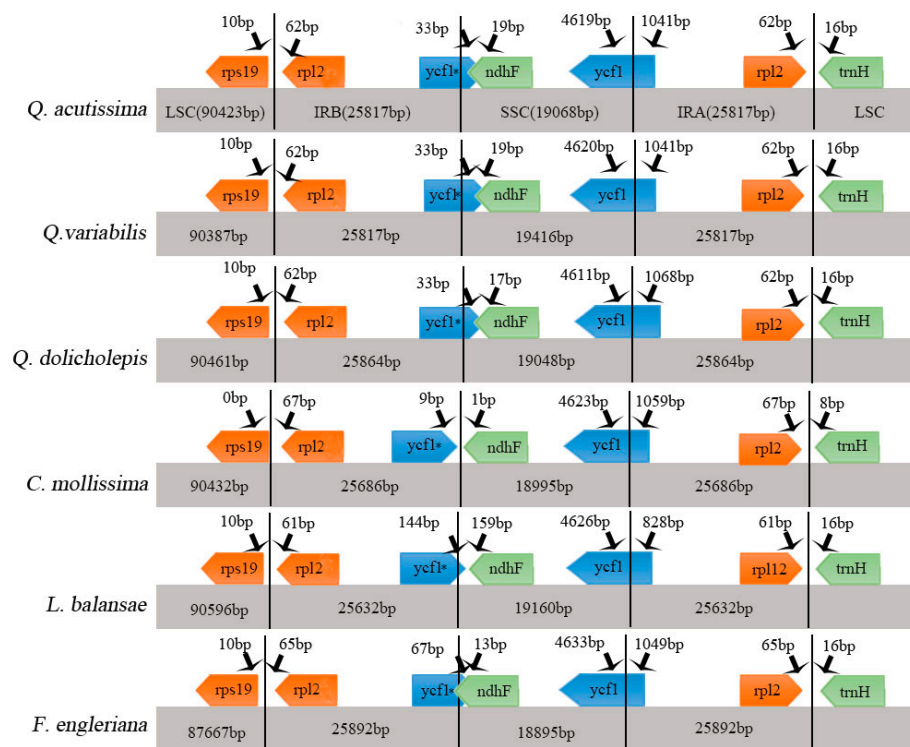 10bp 62bp 33bp 19bp 4619bp 1041bp 62bp 16bp
rps19 rpl2 ycf1* ndhF ycf1 rpl2 trnH
Q. acutissima LSC(90423bp) IRB(25817bp) SSC(19068bp) IRA(25817bp) LSC
10bp 62bp 33bp 19bp 4620bp 1041bp 62bp 16bp
rps19 rpl2 ycf1* ndhF ycf1 rpl2 trnH
Q.variabilis 90387bp 25817bp 19416bp 25817bp
10bp 62bp 33bp 17bp 4611bp 1068bp 62bp 16bp
rps19 rpl2 ycf1* ndhF ycf1 rpl2 trnH
Q. dolicholepis 90461bp 25864bp 19048bp 25864bp
0bp 67bp 9bp 1bp 4623bp 1059bp 67bp 8bp
rps19 rpl2 ycf1* ndhF ycf1 rpl2 trnH
C. mollissima 90432bp 25686bp 18995bp 25686bp
10bp 61bp 144bp 159bp 4626bp 828bp 61bp 16bp
rps19 rpl2 ycf1* ndhF ycf1 rpl12 trnH
L. balansae 90596bp 25632bp 19160bp 25632bp
10bp 65bp 67bp 13bp 4633bp 1049bp 65bp 16bp
rps19 rpl2 ycf1* ndhF ycf1 rpl2 trnH
F. engleriana 87667bp 25892bp 18895bp 25892bp